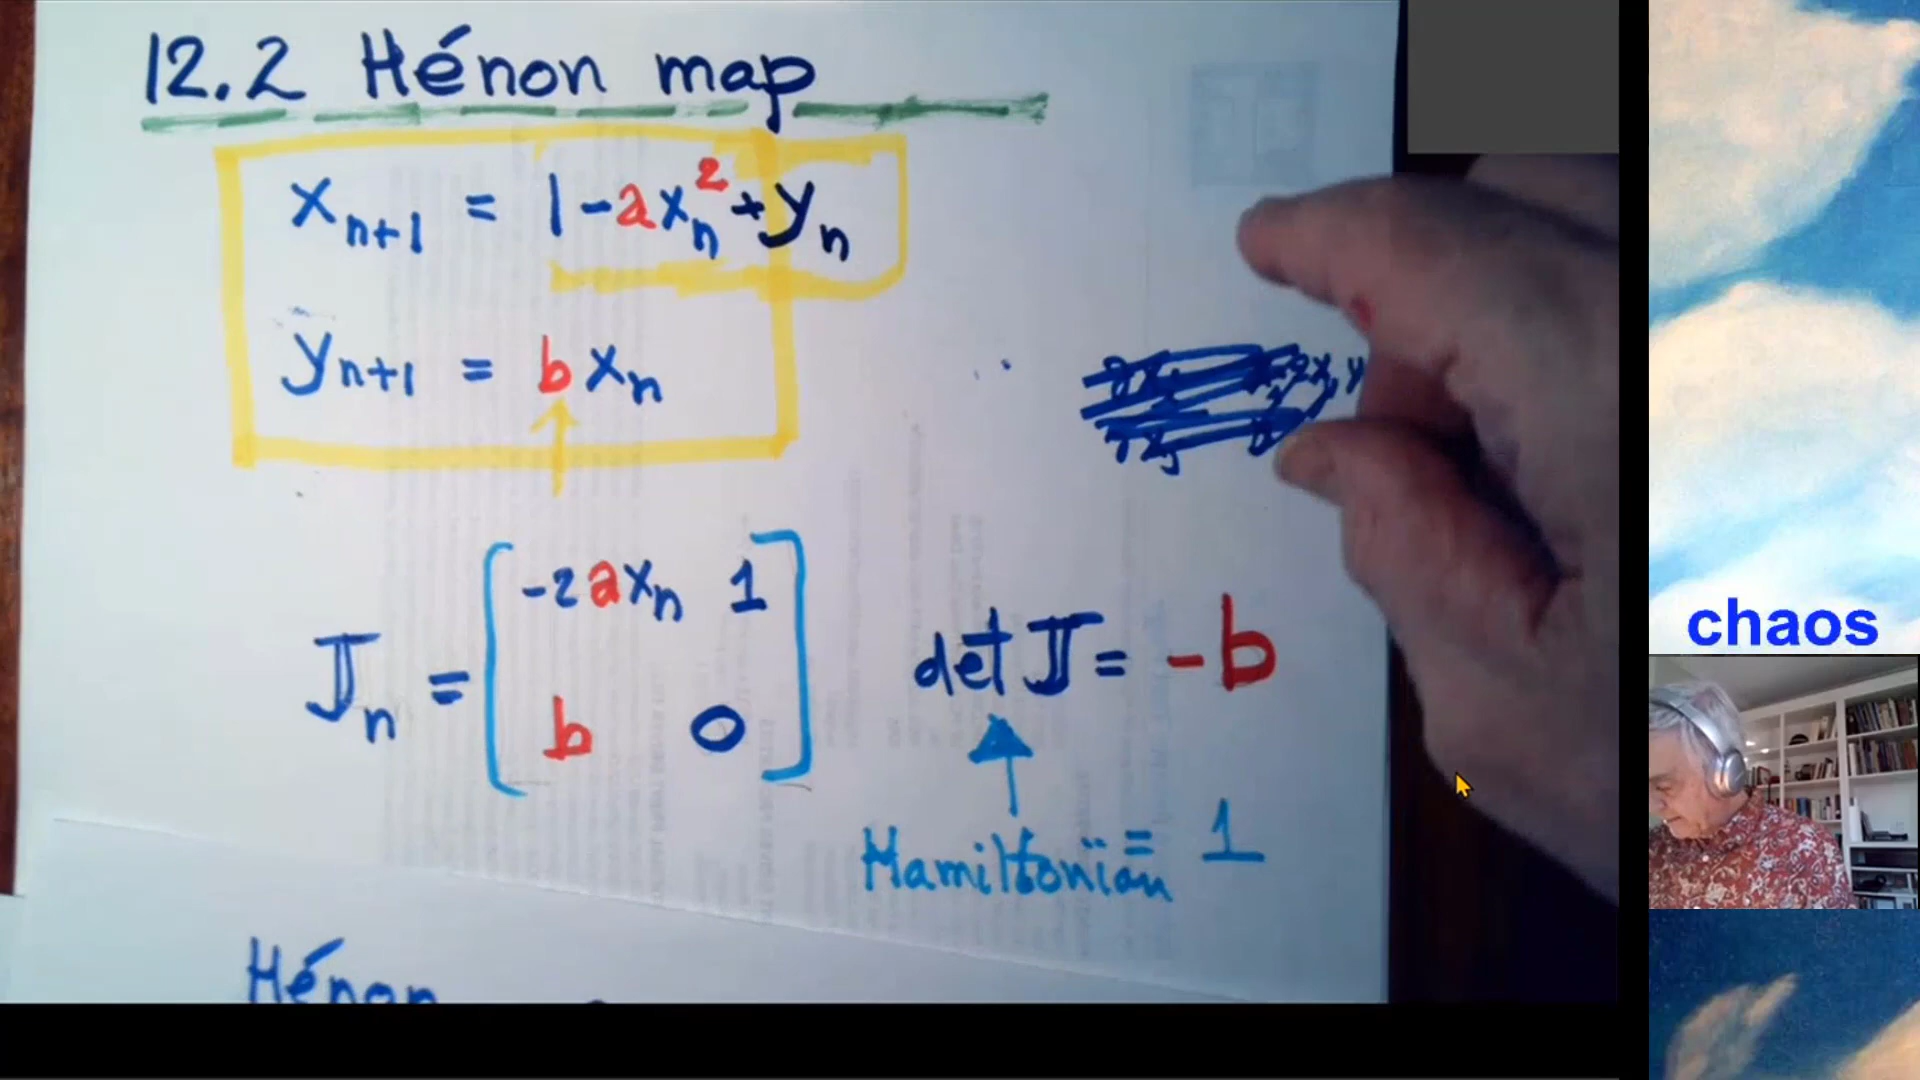 12.2 Hénon map
xₙ₊₁ = 1 - axₙ² + yₙ
yₙ₊₁ = bxₙ
𝕁ₙ = [-2axₙ 1
b 0]
det 𝕁 = -b
Hamiltonian = 1
Hénon
chaos